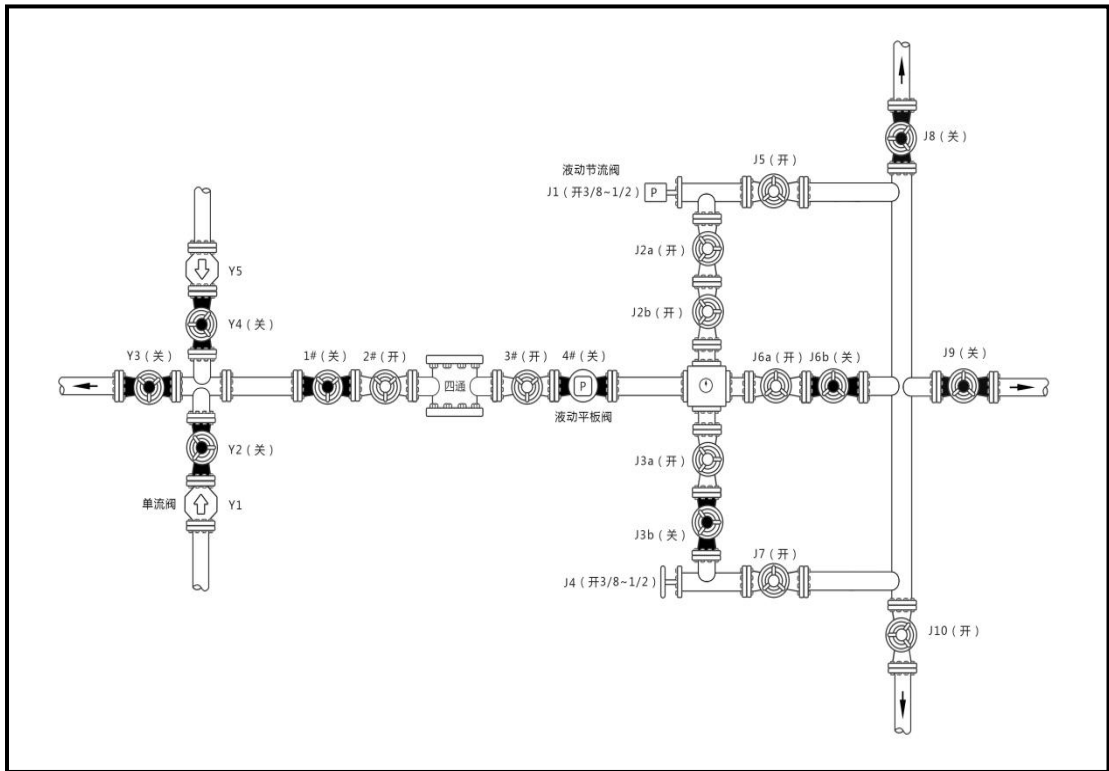 J8（关）
J5（开）
液动节流阀
J1（开3/8~1/2）
P
J2a（开）
Y5
J2b（开）
Y4（关）
Y3（关）
1#（关）
2#（开）
3#（开）
4#（关）
J6a（开）
J6b（关）
J9（关）
四通
P
液动平板阀
Y2（关）
J3a（开）
单流阀
Y1
J3b（关）
J7（开）
J4（开3/8~1/2）
J10（开）